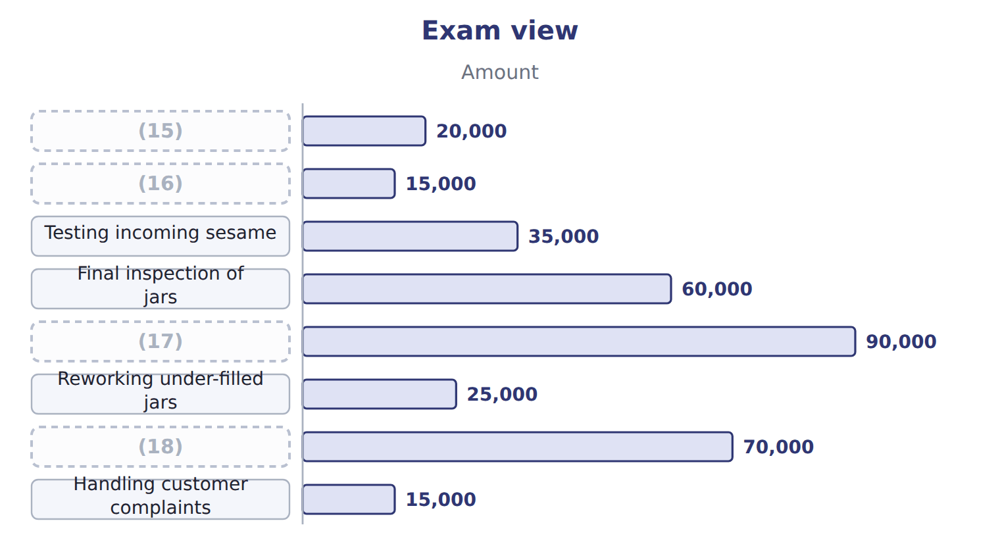 Exam view
Amount
(15)
20,000
(16)
15,000
Testing incoming sesame
35,000
Final inspection of
jars
60,000
(17)
90,000
Reworking under-filled
jars
25,000
(18)
70,000
Handling customer
complaints
15,000